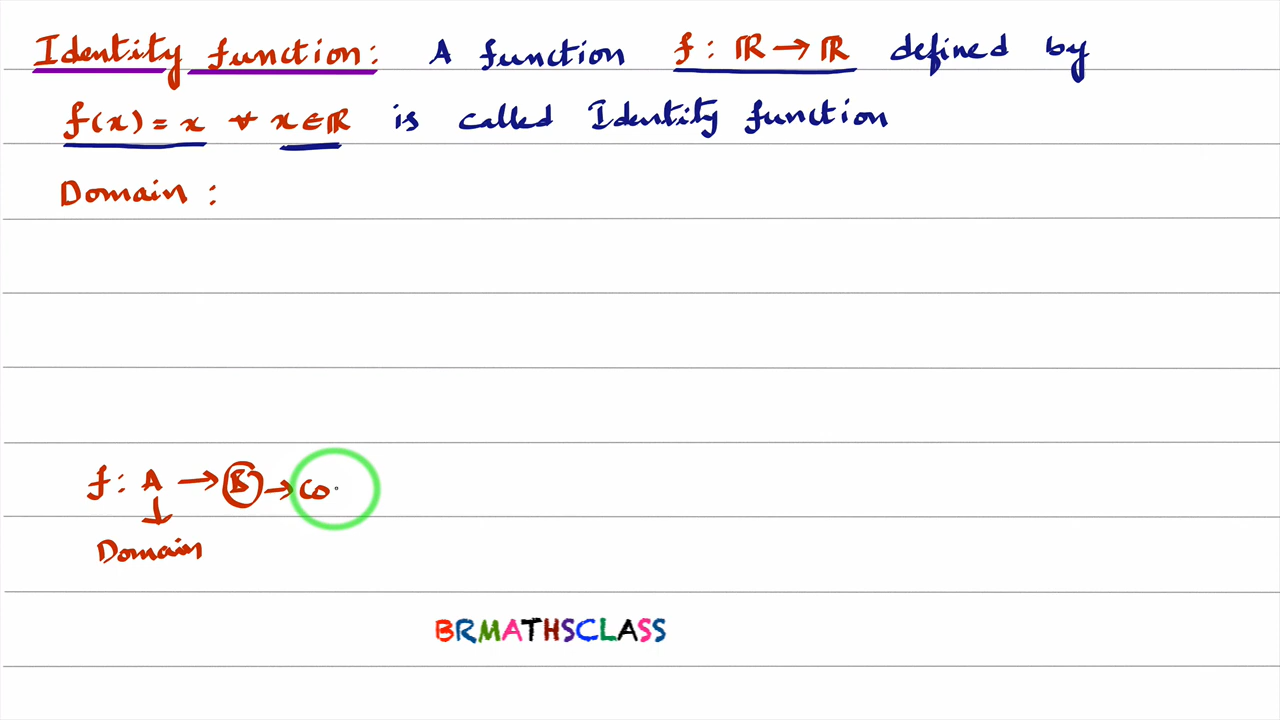 Identity function: A function f: ℝ → ℝ defined by
f(x) = x ∀ x ∈ ℝ is called Identity function
Domain :
f: A → B → Co
↓
Domain
BRMATHSCLASS